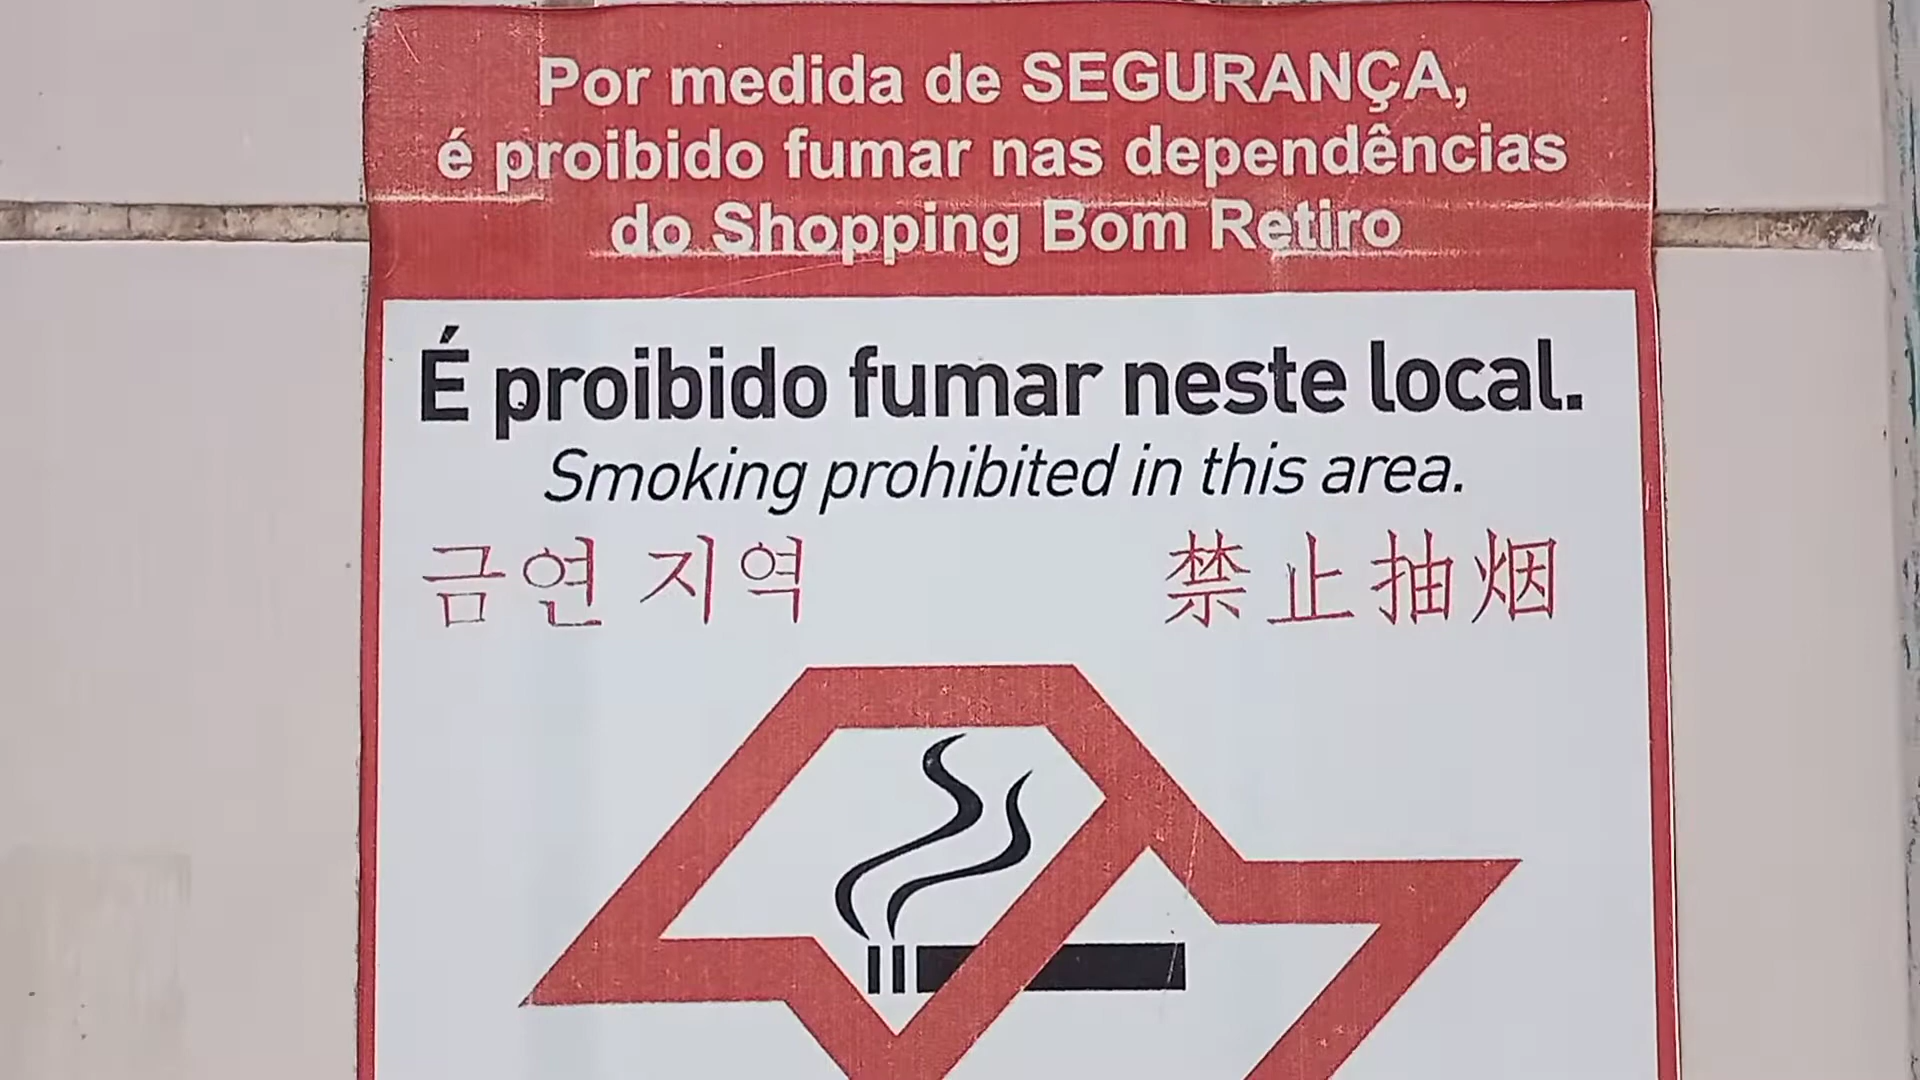 Por medida de SEGURANÇA,
é proibido fumar nas dependências
do Shopping Bom Retiro
É proibido fumar neste local.
Smoking prohibited in this area.
금연 지역 禁止抽烟